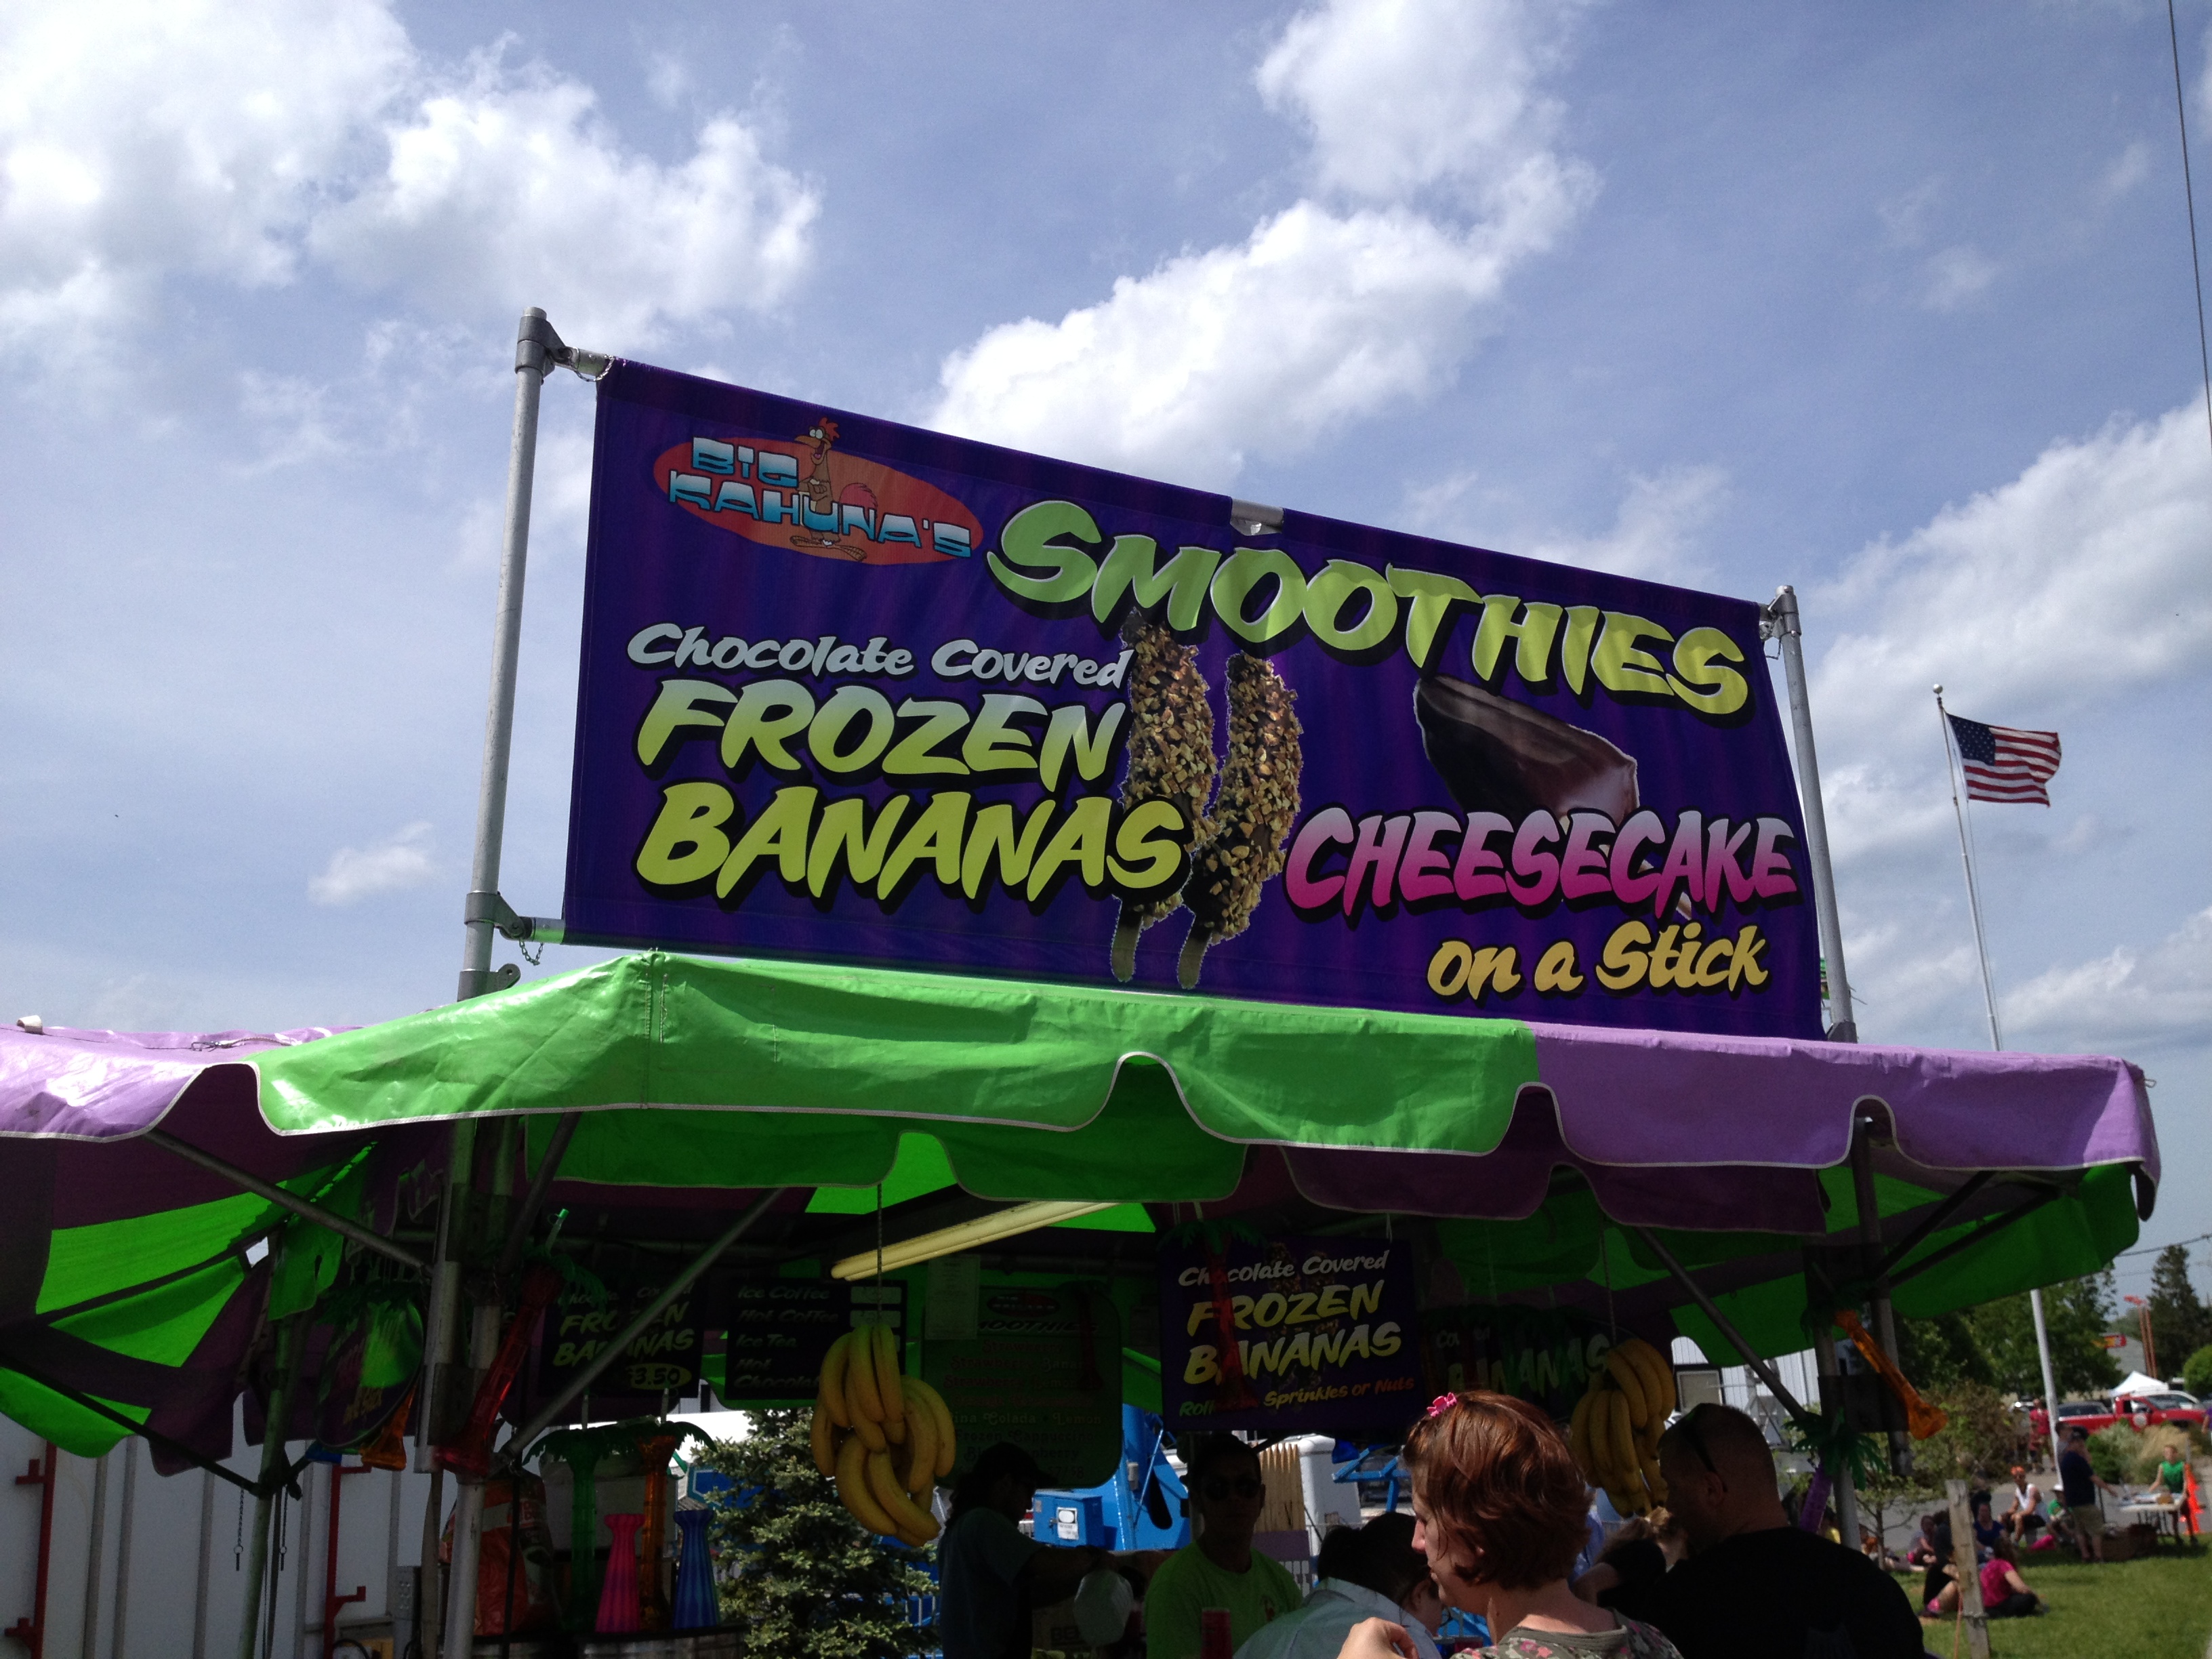 BIG
KAHUNA'S
SMOOTHIES
Chocolate Covered
FROZEN
BANANAS
CHEESECAKE
on a Stick
FROZEN
BANANAS
3.50
Ice Coffee
Hot Coffee
Ice Tea
Hot
Chocolate
Chocolate Covered
FROZEN
BANANAS
Sprinkles or Nuts
BANANAS